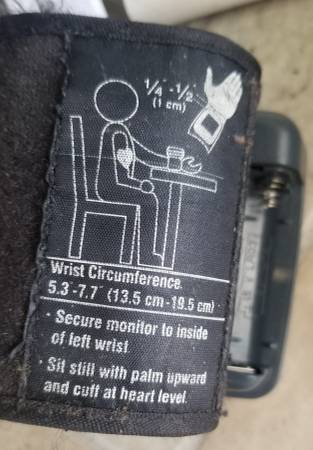 1/4"-1/2"
(1 cm)
Wrist Circumference
5.3"-7.7" (13.5 cm-19.5 cm)
· Secure monitor to inside
of left wrist
· Sit still with palm upward
and cuff at heart level.